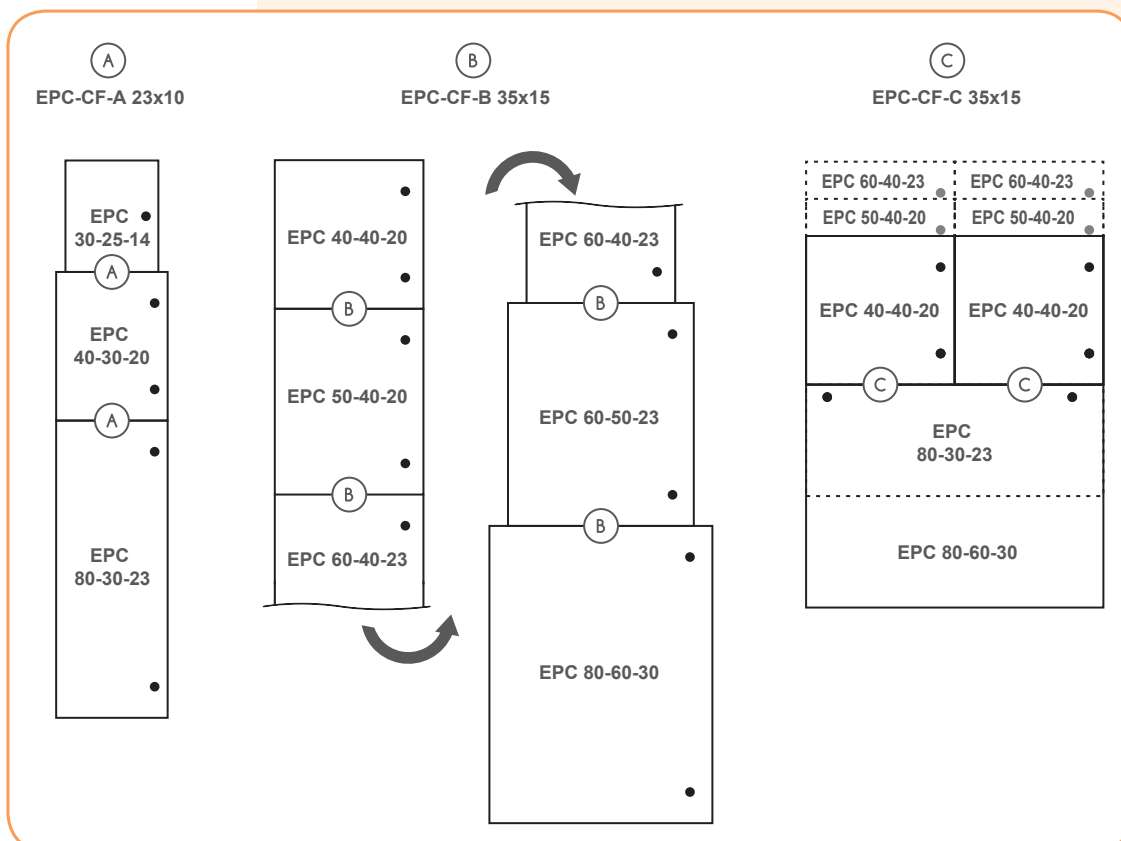 A
EPC-CF-A 23x10
EPC
30-25-14
A
EPC
40-30-20
A
EPC
80-30-23
B
EPC-CF-B 35x15
EPC 40-40-20
B
EPC 50-40-20
B
EPC 60-40-23
EPC 60-40-23
B
EPC 60-50-23
B
EPC 80-60-30
C
EPC-CF-C 35x15
EPC 60-40-23 EPC 60-40-23
EPC 50-40-20 EPC 50-40-20
EPC 40-40-20 EPC 40-40-20
C C
EPC
80-30-23
EPC 80-60-30